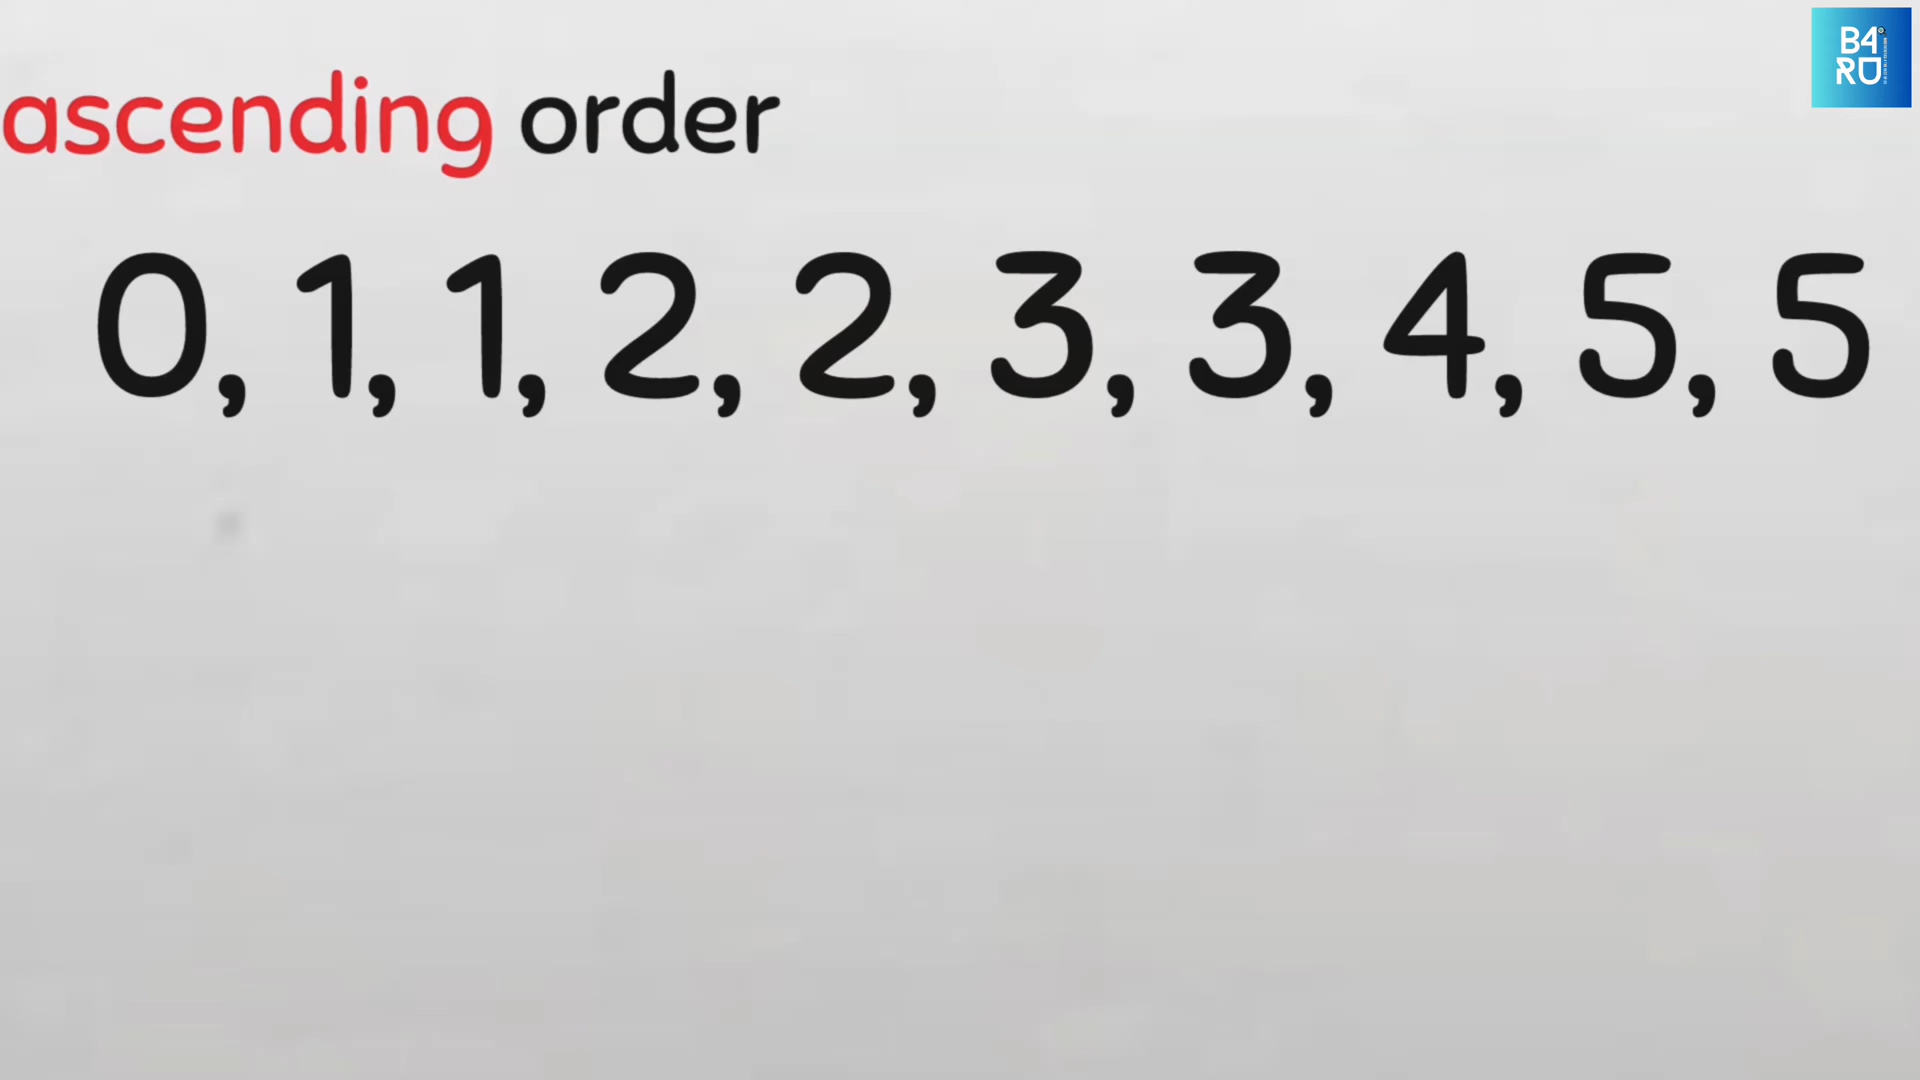 ascending order
0, 1, 1, 2, 2, 3, 3, 4, 5, 5
B4
RU